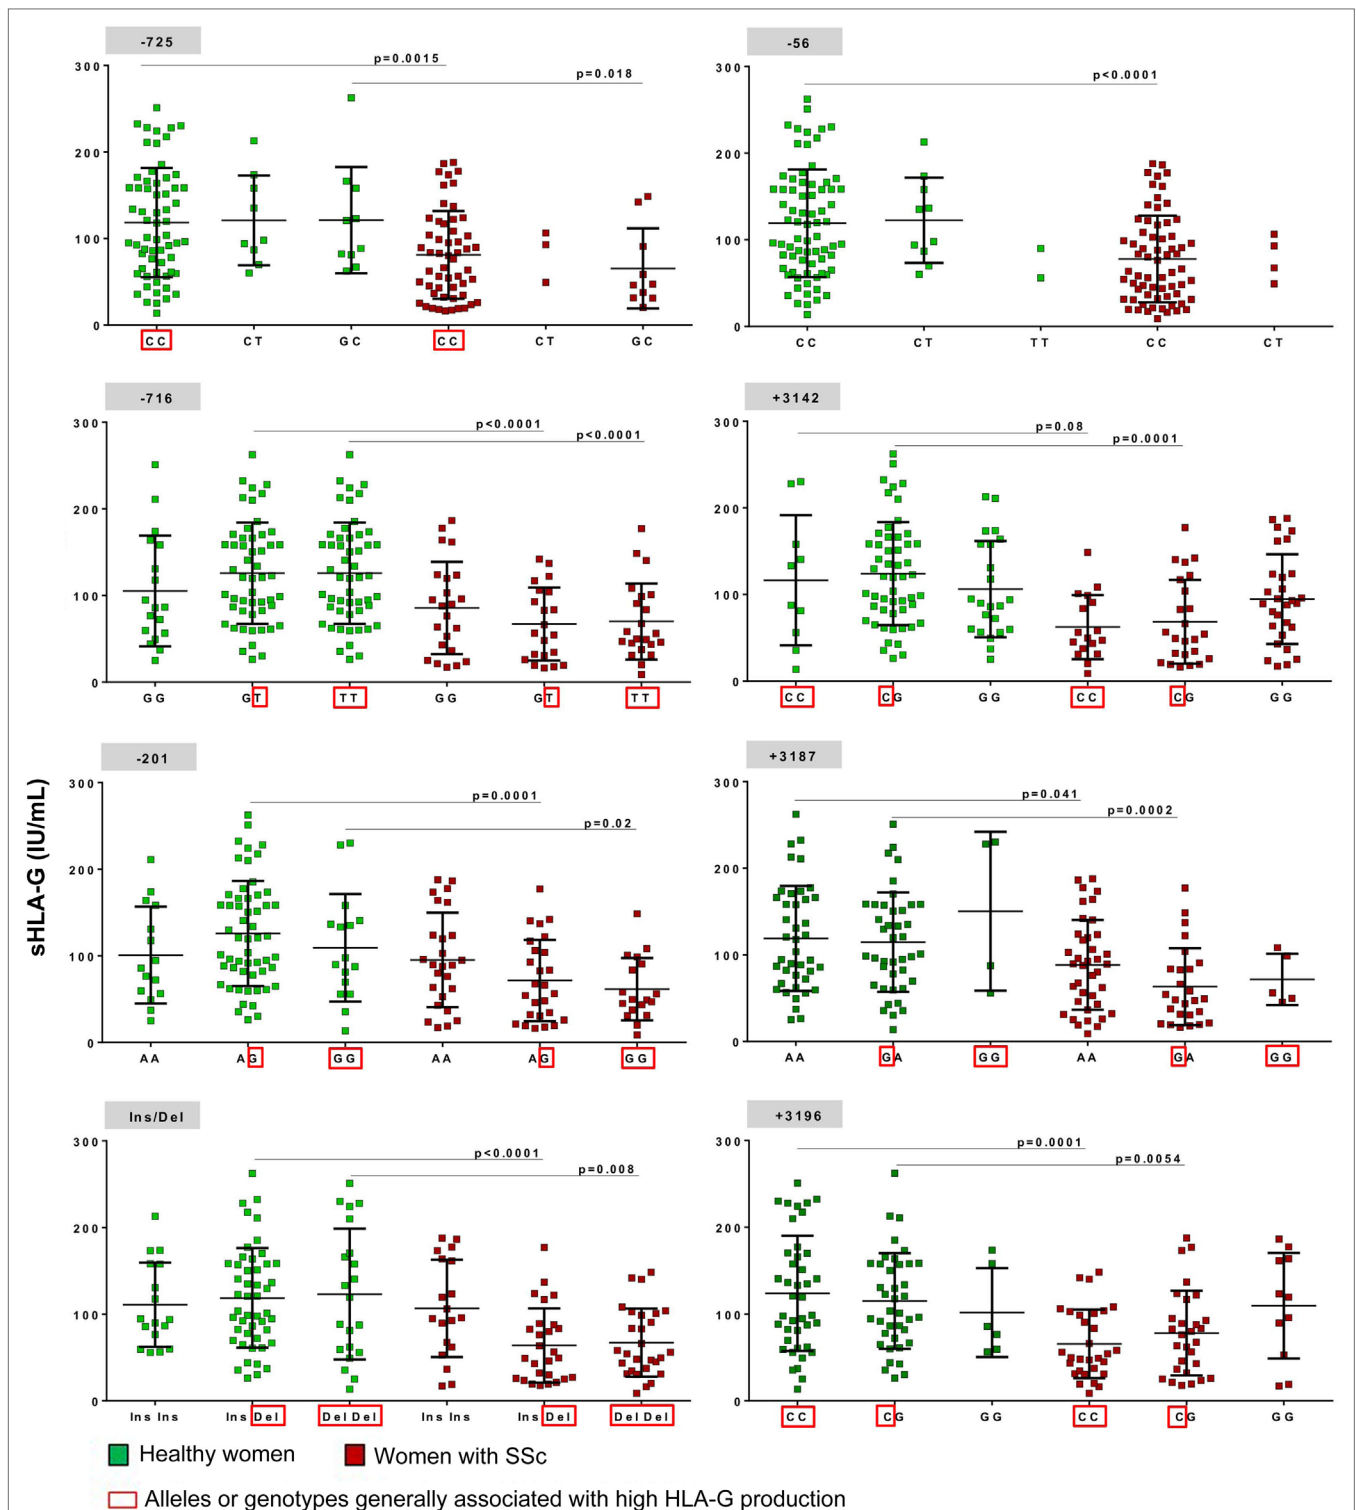 sHLA-G (IU/mL)
-725
p=0.0015
p=0.018
300
200
100
0
CC CT GC CC CT GC
-56
p<0.0001
300
200
100
0
CC CT TT CC CT
-716
p<0.0001
p<0.0001
300
200
100
0
GG GT TT GG GT TT
+3142
p=0.08
p=0.0001
300
200
100
0
CC CG GG CC CG GG
-201
p=0.0001
p=0.02
300
200
100
0
AA AG GG AA AG GG
+3187
p=0.041
p=0.0002
300
200
100
0
AA GA GG AA GA GG
Ins/Del
p<0.0001
p=0.008
300
200
100
0
Ins Ins Ins Del Del Del Ins Ins Ins Del Del Del
+3196
p=0.0001
p=0.0054
300
200
100
0
CC CG GG CC CG GG
Healthy women Women with SSc
Alleles or genotypes generally associated with high HLA-G production